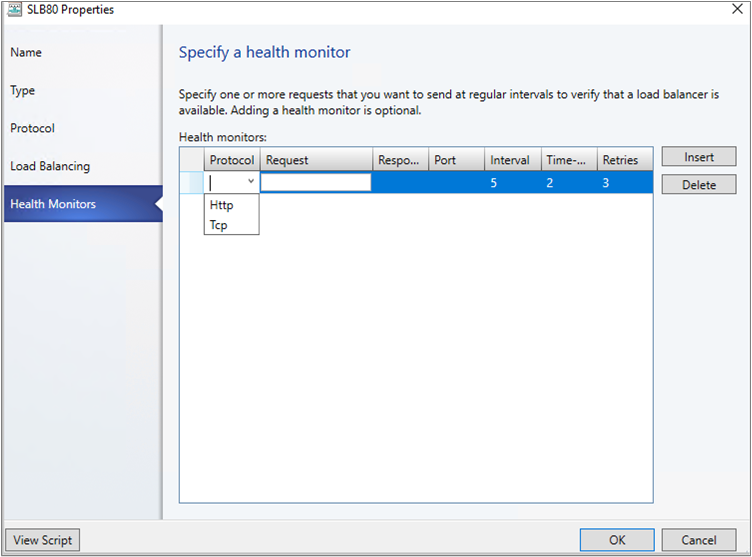 SLB80 Properties
Name
Type
Protocol
Load Balancing
Health Monitors
Specify a health monitor
Specify one or more requests that you want to send at regular intervals to verify that a load balancer is
available. Adding a health monitor is optional.
Health monitors:
Protocol Request Respo... Port Interval Time-... Retries
5 2 3
Http
Tcp
Insert
Delete
View Script
OK
Cancel